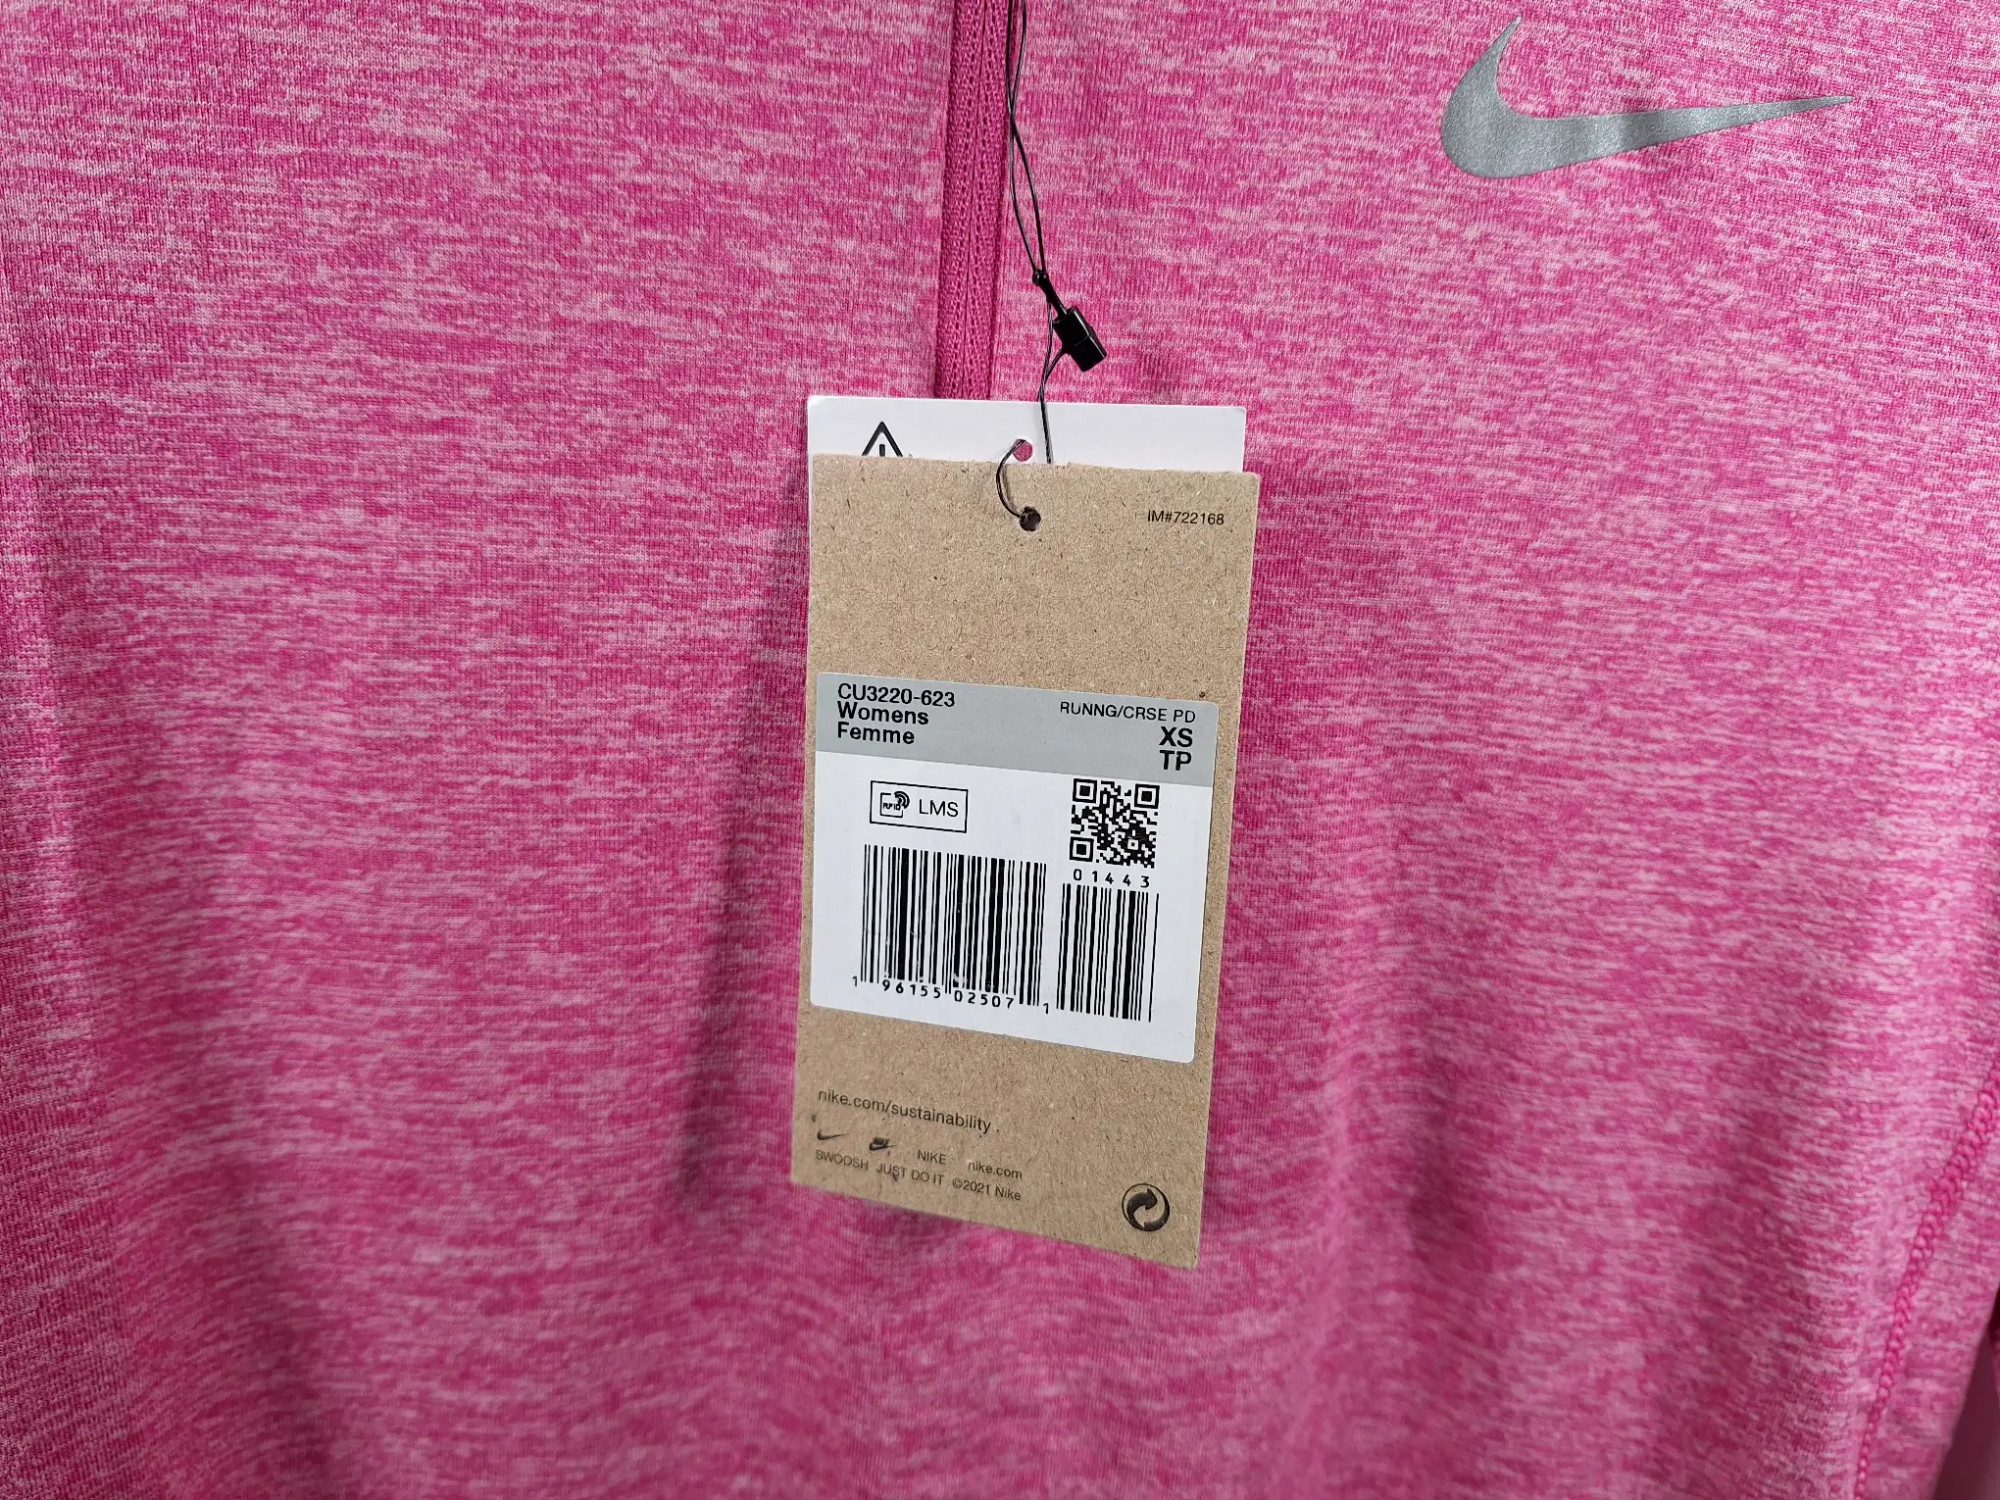 IM#722168
CU3220-623
Womens
Femme
RUNNG/CRSE PD
XS
TP
RFID LMS
01443
1 96155 02507 1
nike.com/sustainability
NIKE nike.com
SWOOSH JUST DO IT ©2021 Nike